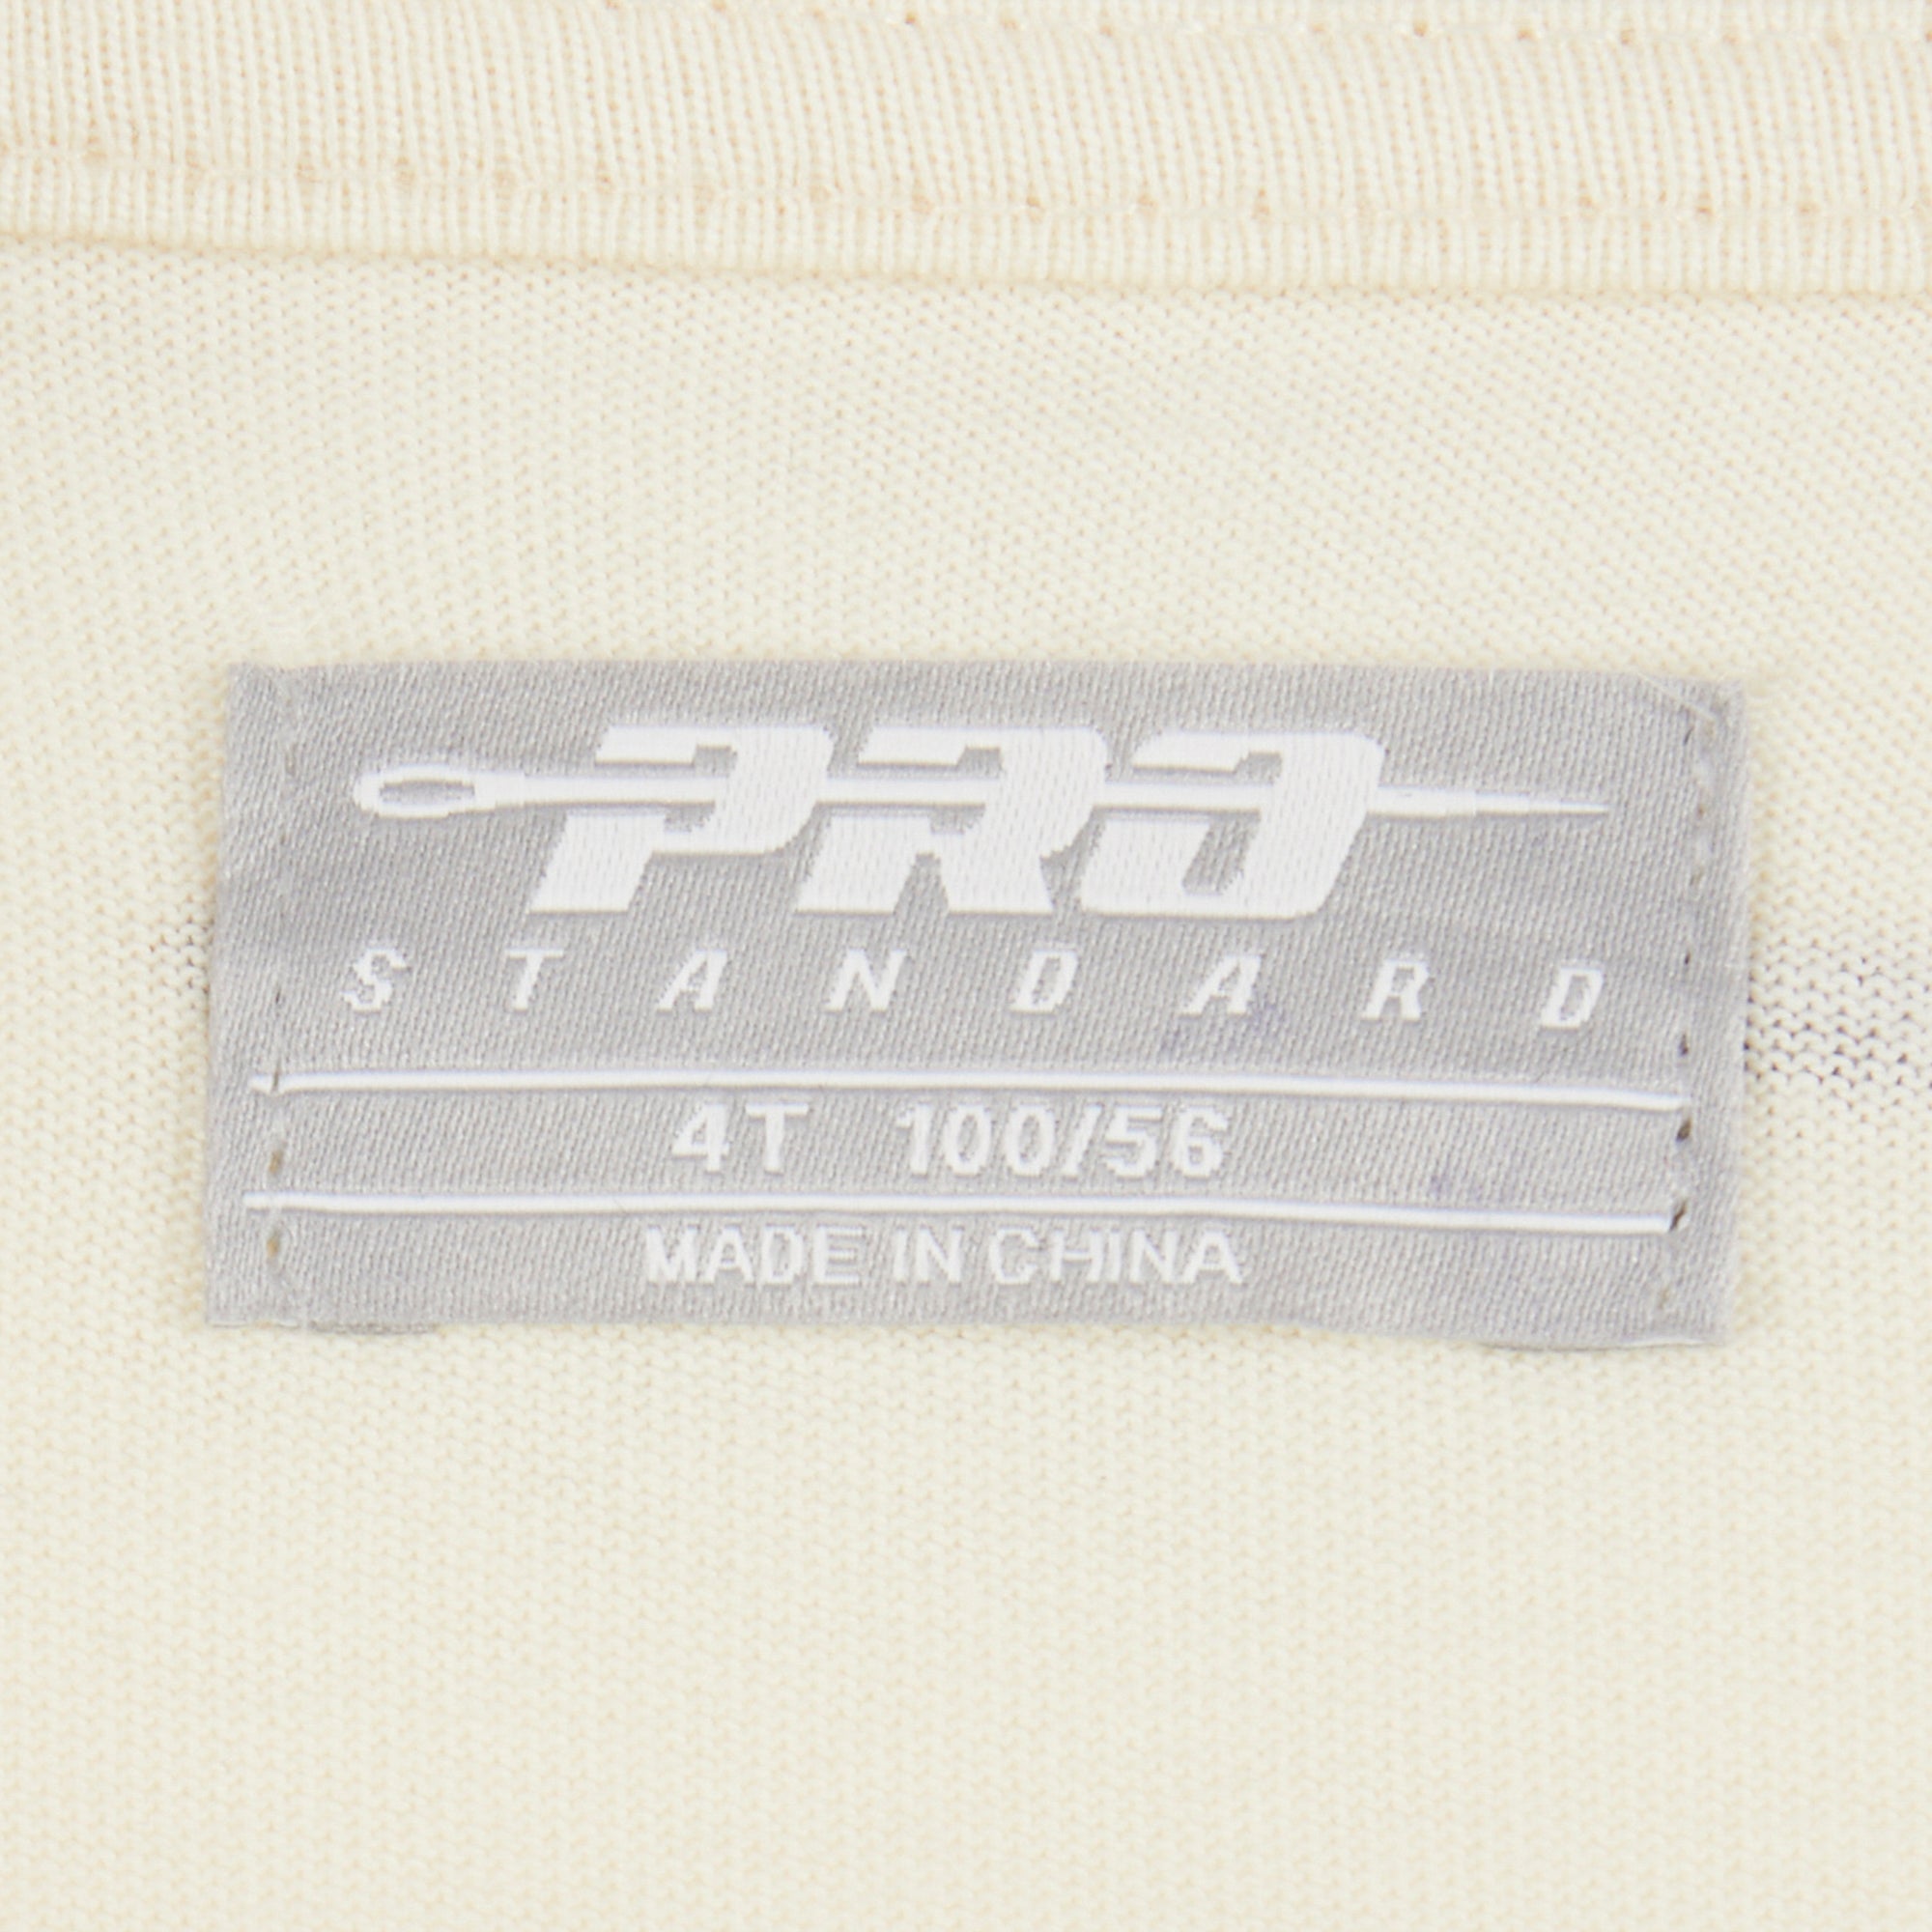 PRO
STANDARD
4T 100/56
MADE IN CHINA